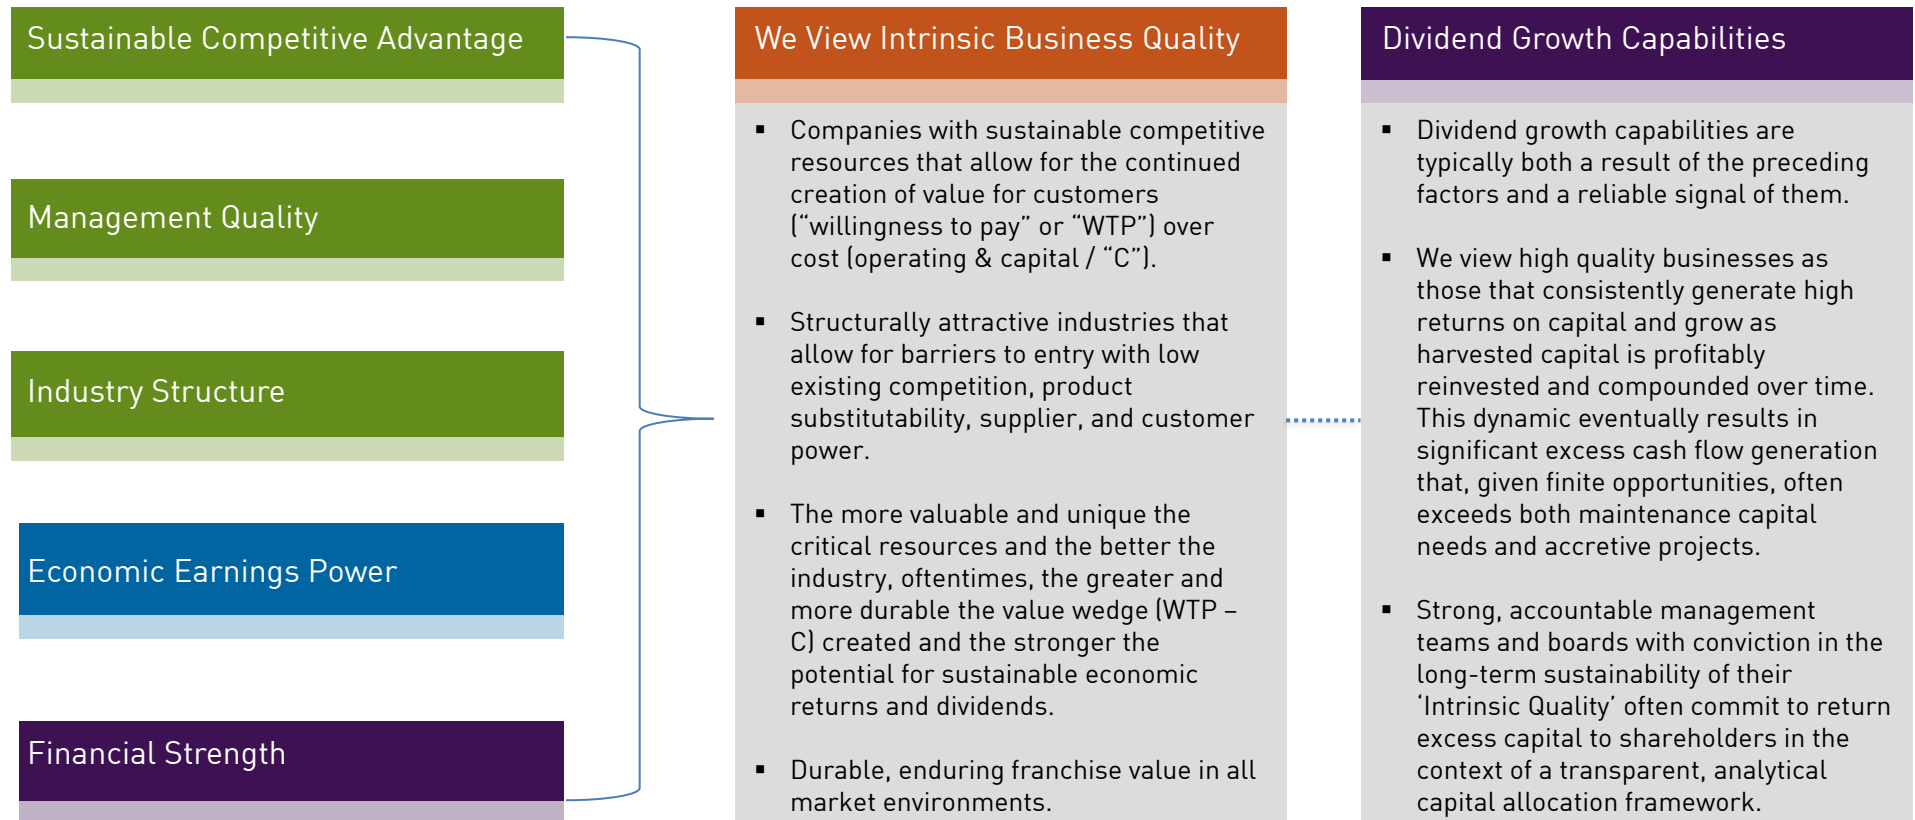 Sustainable Competitive Advantage
Management Quality
Industry Structure
Economic Earnings Power
Financial Strength
We View Intrinsic Business Quality
▪ Companies with sustainable competitive
resources that allow for the continued
creation of value for customers
(“willingness to pay” or “WTP”) over
cost (operating & capital / “C”).
▪ Structurally attractive industries that
allow for barriers to entry with low
existing competition, product
substitutability, supplier, and customer
power.
▪ The more valuable and unique the
critical resources and the better the
industry, oftentimes, the greater and
more durable the value wedge (WTP –
C) created and the stronger the
potential for sustainable economic
returns and dividends.
▪ Durable, enduring franchise value in all
market environments.
Dividend Growth Capabilities
▪ Dividend growth capabilities are
typically both a result of the preceding
factors and a reliable signal of them.
▪ We view high quality businesses as
those that consistently generate high
returns on capital and grow as
harvested capital is profitably
reinvested and compounded over time.
This dynamic eventually results in
significant excess cash flow generation
that, given finite opportunities, often
exceeds both maintenance capital
needs and accretive projects.
▪ Strong, accountable management
teams and boards with conviction in the
long-term sustainability of their
‘Intrinsic Quality’ often commit to return
excess capital to shareholders in the
context of a transparent, analytical
capital allocation framework.